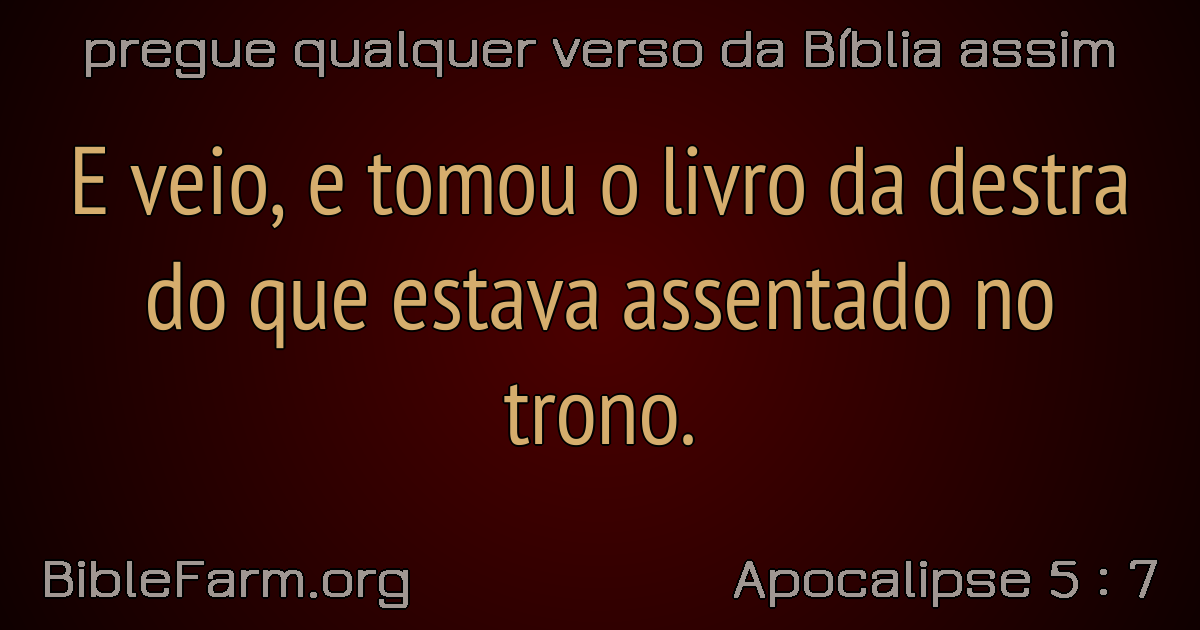 pregue qualquer verso da Bíblia assim
E veio, e tomou o livro da destra
do que estava assentado no
trono.
BibleFarm.org
Apocalipse 5 : 7